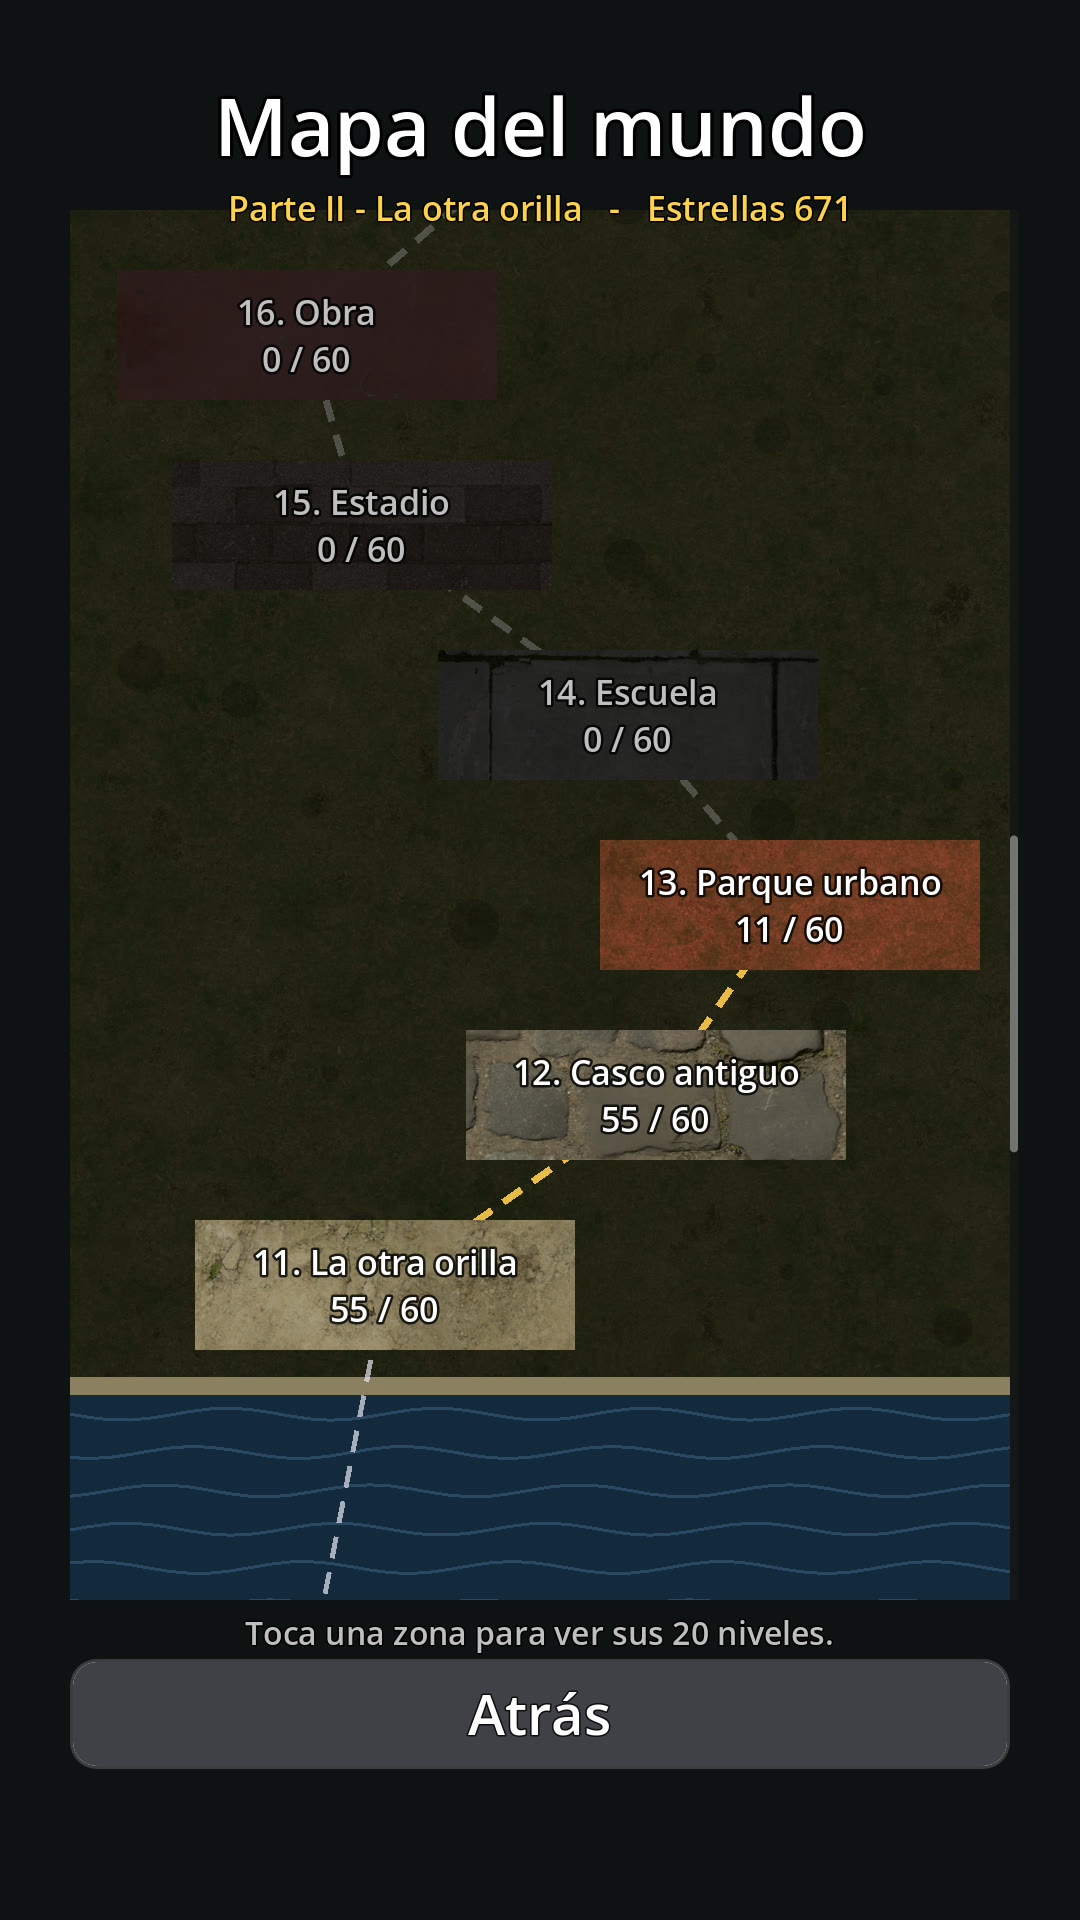 Mapa del mundo
Parte II - La otra orilla - Estrellas 671
16. Obra
0 / 60
15. Estadio
0 / 60
14. Escuela
0 / 60
13. Parque urbano
11 / 60
12. Casco antiguo
55 / 60
11. La otra orilla
55 / 60
Toca una zona para ver sus 20 niveles.
Atrás